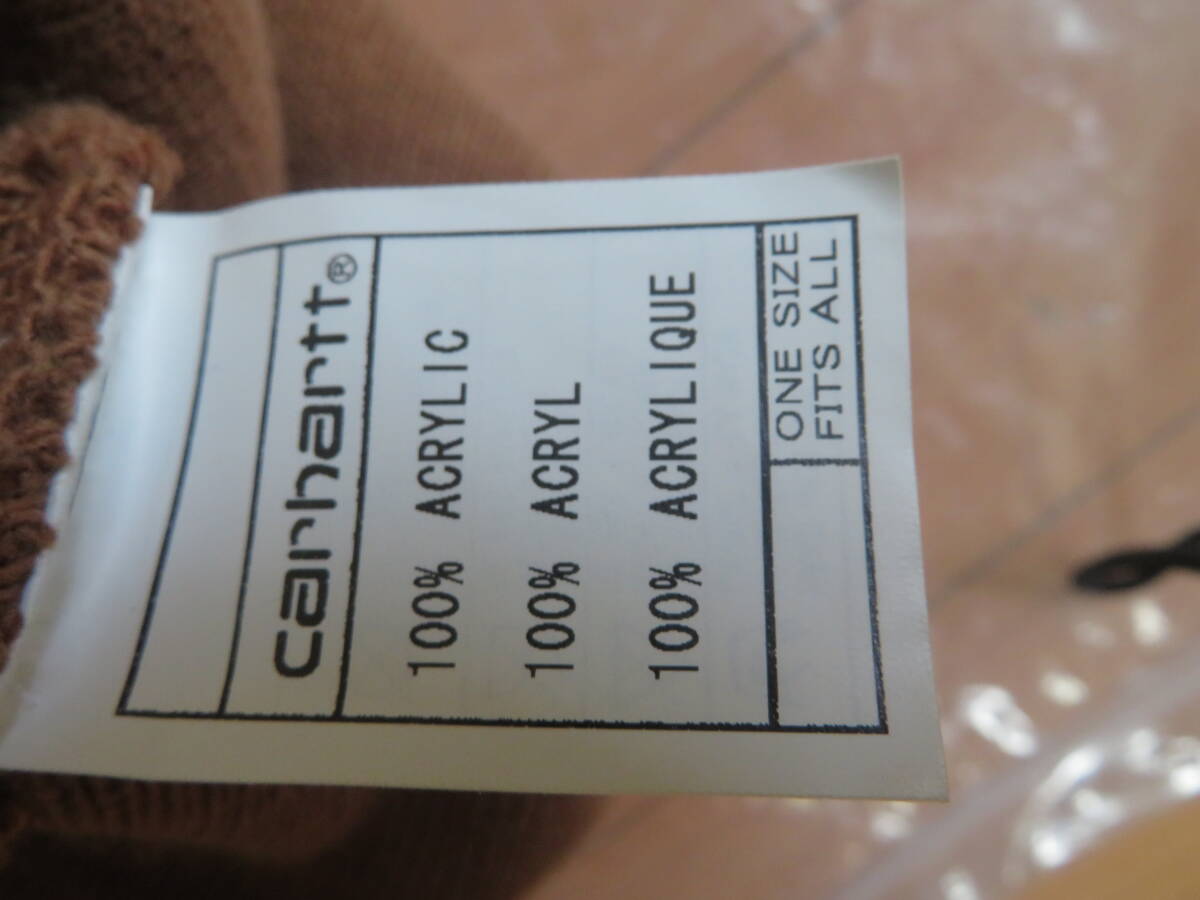 carhartt®
100% ACRYLIC
100% ACRYL
100% ACRYLIQUE
ONE SIZE
FITS ALL